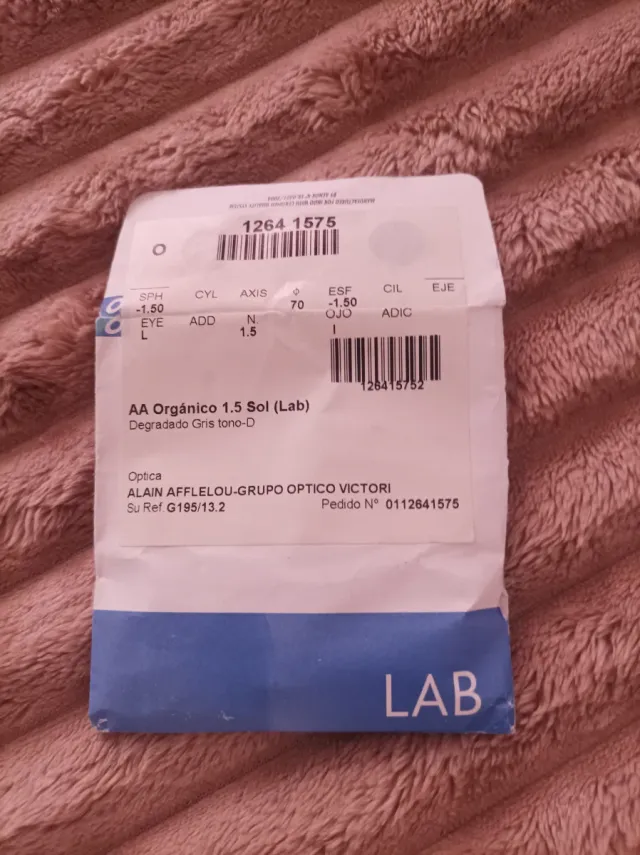 1264 1575
SPH CYL AXIS ϕ ESF CIL EJE
-1.50 70 -1.50
EYE ADD N. OJO ADIC
L 1.5 I
126415752
AA Orgánico 1.5 Sol (Lab)
Degradado Gris tono-D
Optica
ALAIN AFFLELOU-GRUPO OPTICO VICTORI
Su Ref. G195/13.2 Pedido Nº 0112641575
LAB